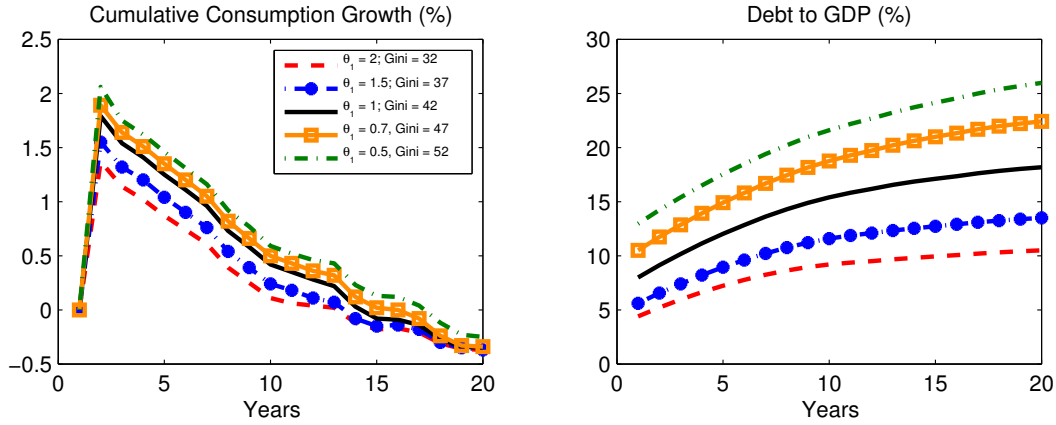 Cumulative Consumption Growth (%)
2.5
2
1.5
1
0.5
0
−0.5
0 5 10 15 20
Years
θ1 = 2; Gini = 32
θ1 = 1.5; Gini = 37
θ1 = 1; Gini = 42
θ1 = 0.7, Gini = 47
θ1 = 0.5, Gini = 52
Debt to GDP (%)
30
25
20
15
10
5
0
0 5 10 15 20
Years